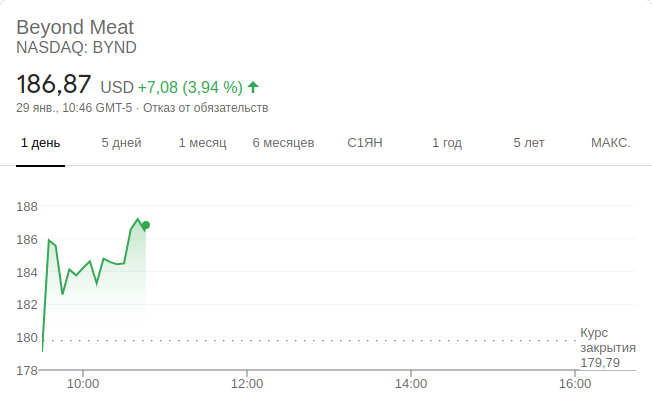 Beyond Meat
NASDAQ: BYND
186,87 USD +7,08 (3,94 %)
29 янв., 10:46 GMT-5 · Отказ от обязательств
1 день 5 дней 1 месяц 6 месяцев С1ЯН 1 год 5 лет МАКС.
188
186
184
182
180
178
Курс
закрытия
179,79
10:00 12:00 14:00 16:00